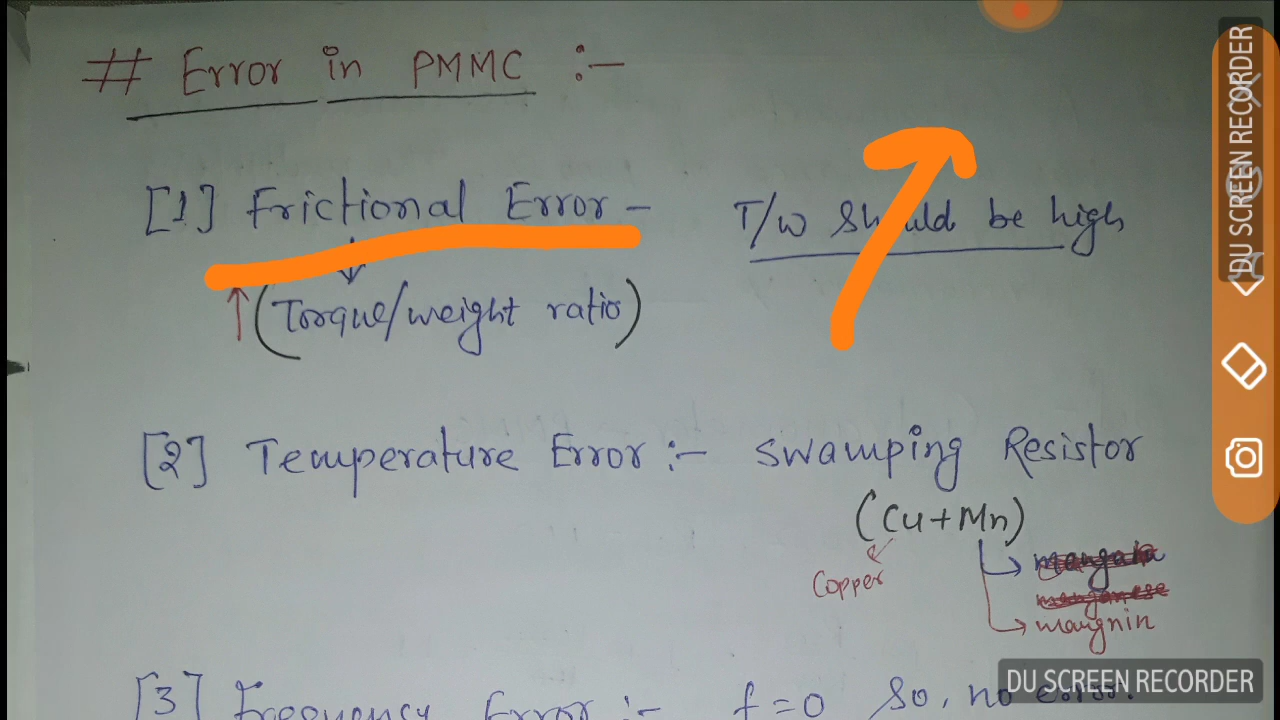 # Error in PMMC :-
[1] Frictional Error - T/W Should be high
↑ (Torque/weight ratio)
[2] Temperature Error :- Swamping Resistor
(Cu+Mn)
Copper
mangnin
[3] Frequency Error :- f=0 So, no error.
DU SCREEN RECORDER
DU SCREEN RECORDER